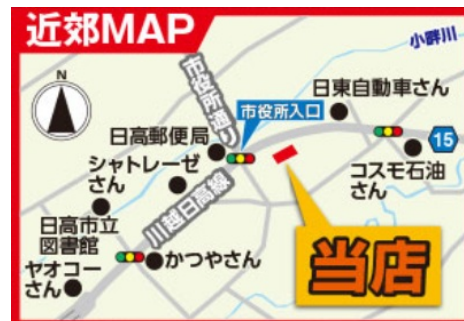 近郊MAP
小畔川
N
市役所通り
日東自動車さん
市役所入口
日高郵便局
15
シャトレーゼ
さん
コスモ石油
さん
川越日高線
日高市立
図書館
かつやさん
当店
ヤオコー
さん